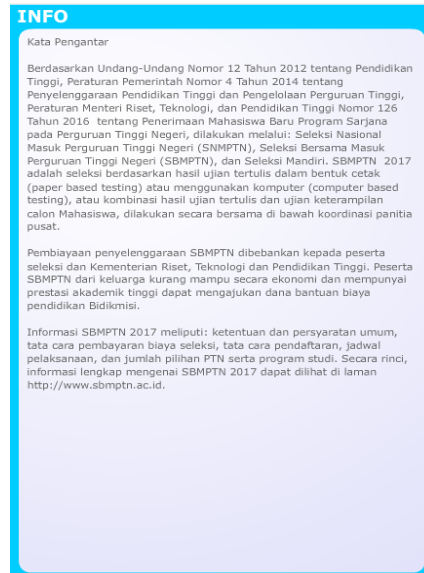 INFO
Kata Pengantar
Berdasarkan Undang-Undang Nomor 12 Tahun 2012 tentang Pendidikan
Tinggi, Peraturan Pemerintah Nomor 4 Tahun 2014 tentang
Penyelenggaraan Pendidikan Tinggi dan Pengelolaan Perguruan Tinggi,
Peraturan Menteri Riset, Teknologi, dan Pendidikan Tinggi Nomor 126
Tahun 2016 tentang Penerimaan Mahasiswa Baru Program Sarjana
pada Perguruan Tinggi Negeri, dilakukan melalui: Seleksi Nasional
Masuk Perguruan Tinggi Negeri (SNMPTN), Seleksi Bersama Masuk
Perguruan Tinggi Negeri (SBMPTN), dan Seleksi Mandiri. SBMPTN 2017
adalah seleksi berdasarkan hasil ujian tertulis dalam bentuk cetak
(paper based testing) atau menggunakan komputer (computer based
testing), atau kombinasi hasil ujian tertulis dan ujian keterampilan
calon Mahasiswa, dilakukan secara bersama di bawah koordinasi panitia
pusat.
Pembiayaan penyelenggaraan SBMPTN dibebankan kepada peserta
seleksi dan Kementerian Riset, Teknologi dan Pendidikan Tinggi. Peserta
SBMPTN dari keluarga kurang mampu secara ekonomi dan mempunyai
prestasi akademik tinggi dapat mengajukan dana bantuan biaya
pendidikan Bidikmisi.
Informasi SBMPTN 2017 meliputi: ketentuan dan persyaratan umum,
tata cara pembayaran biaya seleksi, tata cara pendaftaran, jadwal
pelaksanaan, dan jumlah pilihan PTN serta program studi. Secara rinci,
informasi lengkap mengenai SBMPTN 2017 dapat dilihat di laman
http://www.sbmptn.ac.id.